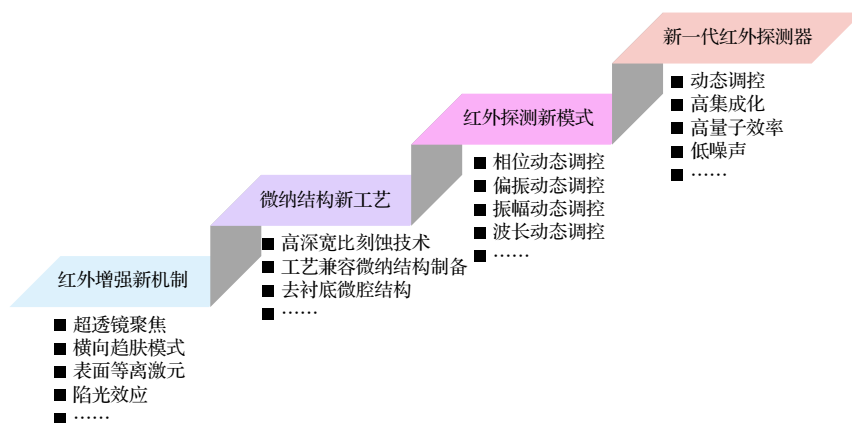 新一代红外探测器
■ 动态调控
■ 高集成化
■ 高量子效率
■ 低噪声
■ ……
红外探测新模式
■ 相位动态调控
■ 偏振动态调控
■ 振幅动态调控
■ 波长动态调控
■ ……
微纳结构新工艺
■ 高深宽比刻蚀技术
■ 工艺兼容微纳结构制备
■ 去衬底微腔结构
■ ……
红外增强新机制
■ 超透镜聚焦
■ 横向趋肤模式
■ 表面等离激元
■ 陷光效应
■ ……